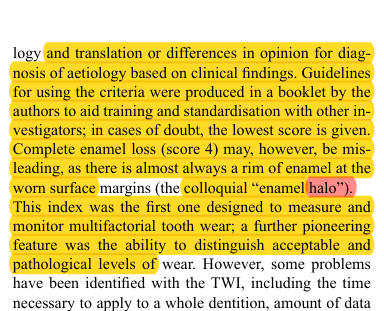 logy and translation or differences in opinion for diag-
nosis of aetiology based on clinical findings. Guidelines
for using the criteria were produced in a booklet by the
authors to aid training and standardisation with other in-
vestigators; in cases of doubt, the lowest score is given.
Complete enamel loss (score 4) may, however, be mis-
leading, as there is almost always a rim of enamel at the
worn surface margins (the colloquial “enamel halo”).
This index was the first one designed to measure and
monitor multifactorial tooth wear; a further pioneering
feature was the ability to distinguish acceptable and
pathological levels of wear. However, some problems
have been identified with the TWI, including the time
necessary to apply to a whole dentition, amount of data